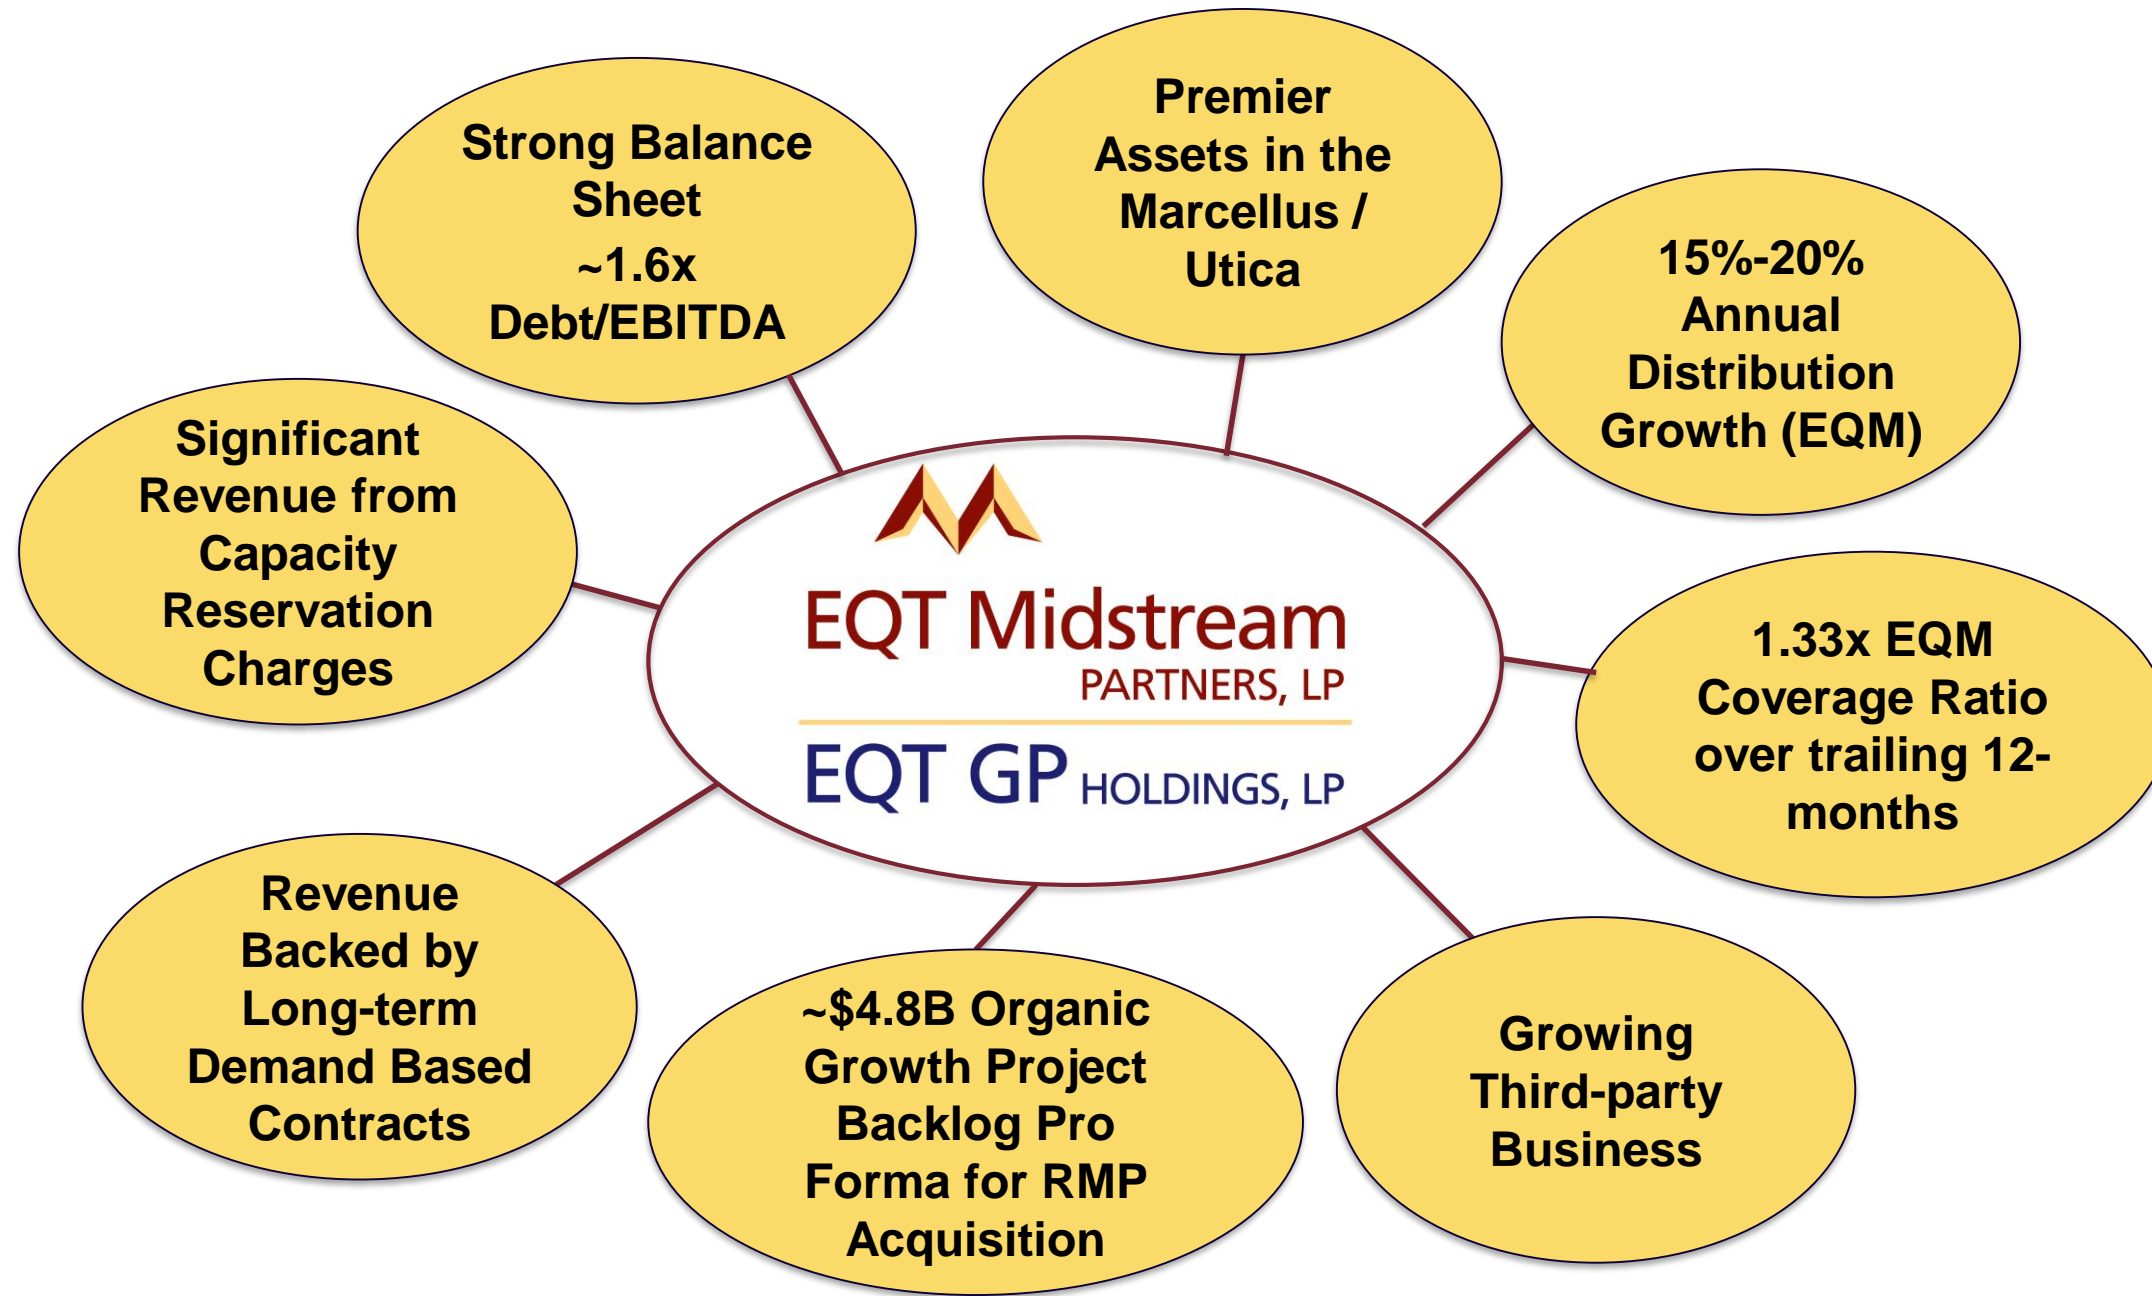 Premier
Assets in the
Marcellus /
Utica
Strong Balance
Sheet
~1.6x
Debt/EBITDA
15%-20%
Annual
Distribution
Growth (EQM)
Significant
Revenue from
Capacity
Reservation
Charges
EQT Midstream
PARTNERS, LP
EQT GP HOLDINGS, LP
1.33x EQM
Coverage Ratio
over trailing 12-
months
Revenue
Backed by
Long-term
Demand Based
Contracts
~$4.8B Organic
Growth Project
Backlog Pro
Forma for RMP
Acquisition
Growing
Third-party
Business